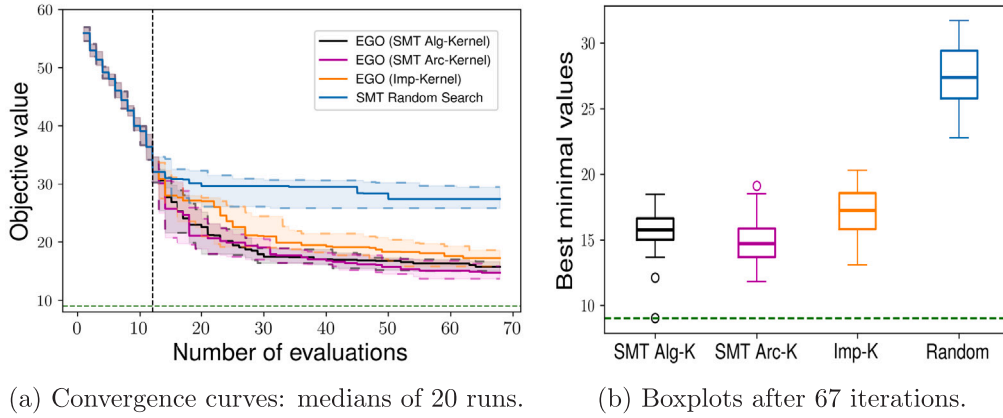 EGO (SMT Alg-Kernel)
EGO (SMT Arc-Kernel)
EGO (Imp-Kernel)
SMT Random Search
Objective value
60
50
40
30
20
10
0 10 20 30 40 50 60 70
Number of evaluations
(a) Convergence curves: medians of 20 runs.
Best minimal values
30
25
20
15
10
SMT Alg-K SMT Arc-K Imp-K Random
(b) Boxplots after 67 iterations.